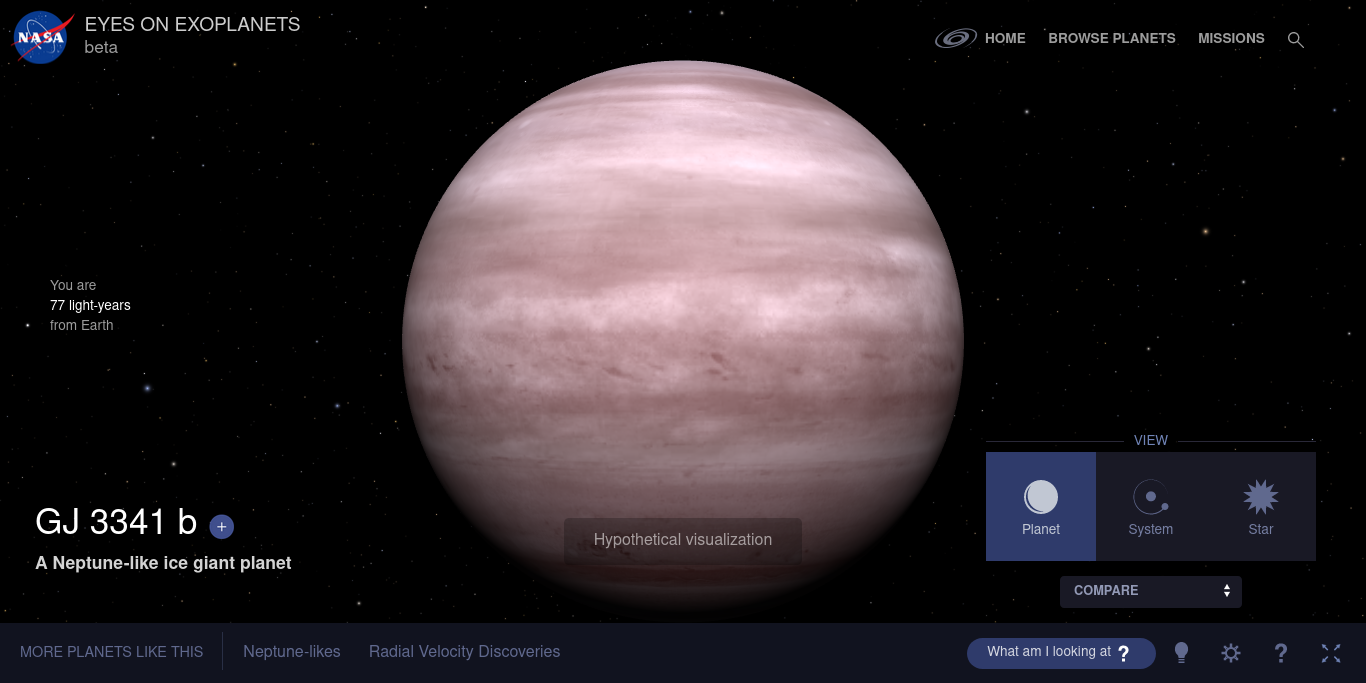 NASA
EYES ON EXOPLANETS
beta
HOME
BROWSE PLANETS
MISSIONS
You are
77 light-years
from Earth
GJ 3341 b +
A Neptune-like ice giant planet
Hypothetical visualization
VIEW
Planet
System
Star
COMPARE
MORE PLANETS LIKE THIS
Neptune-likes
Radial Velocity Discoveries
What am I looking at ?
?